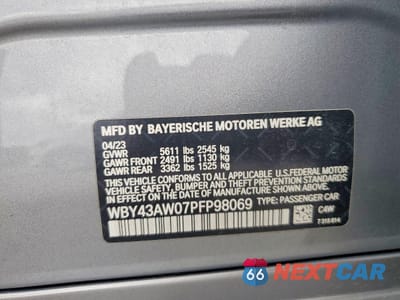 MFD BY BAYERISCHE MOTOREN WERKE AG
04/23
GVWR 5611 lbs 2545 kg
GAWR FRONT 2491 lbs 1130 kg
GAWR REAR 3362 lbs 1525 kg
THIS VEHICLE CONFORMS TO ALL APPLICABLE U.S. FEDERAL
MOTOR VEHICLE SAFETY, BUMPER, AND THEFT PREVENTION
STANDARDS IN EFFECT ON THE DATE OF MANUFACTURE SHOWN ABOVE.
WBY43AW07PFP98069 TYPE: PASSENGER CAR
C4W
66 NEXTCAR